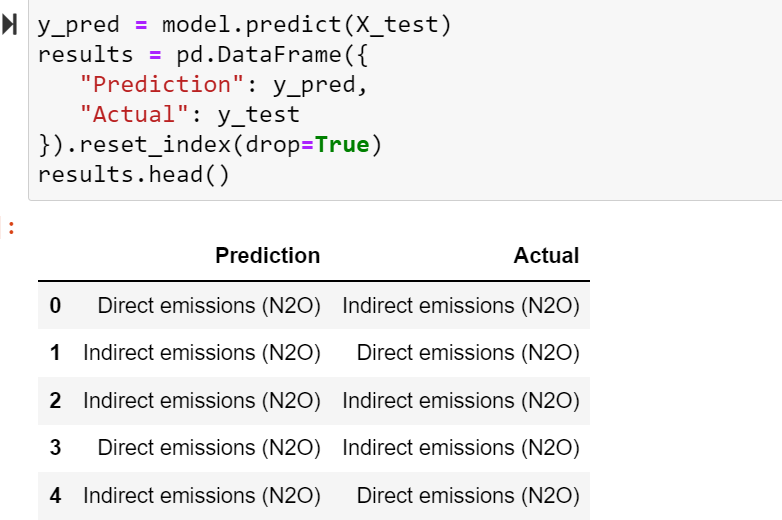 y_pred = model.predict(X_test)
results = pd.DataFrame({
"Prediction": y_pred,
"Actual": y_test
}).reset_index(drop=True)
results.head()
:
Prediction Actual
0 Direct emissions (N2O) Indirect emissions (N2O)
1 Indirect emissions (N2O) Direct emissions (N2O)
2 Indirect emissions (N2O) Indirect emissions (N2O)
3 Direct emissions (N2O) Indirect emissions (N2O)
4 Indirect emissions (N2O) Direct emissions (N2O)